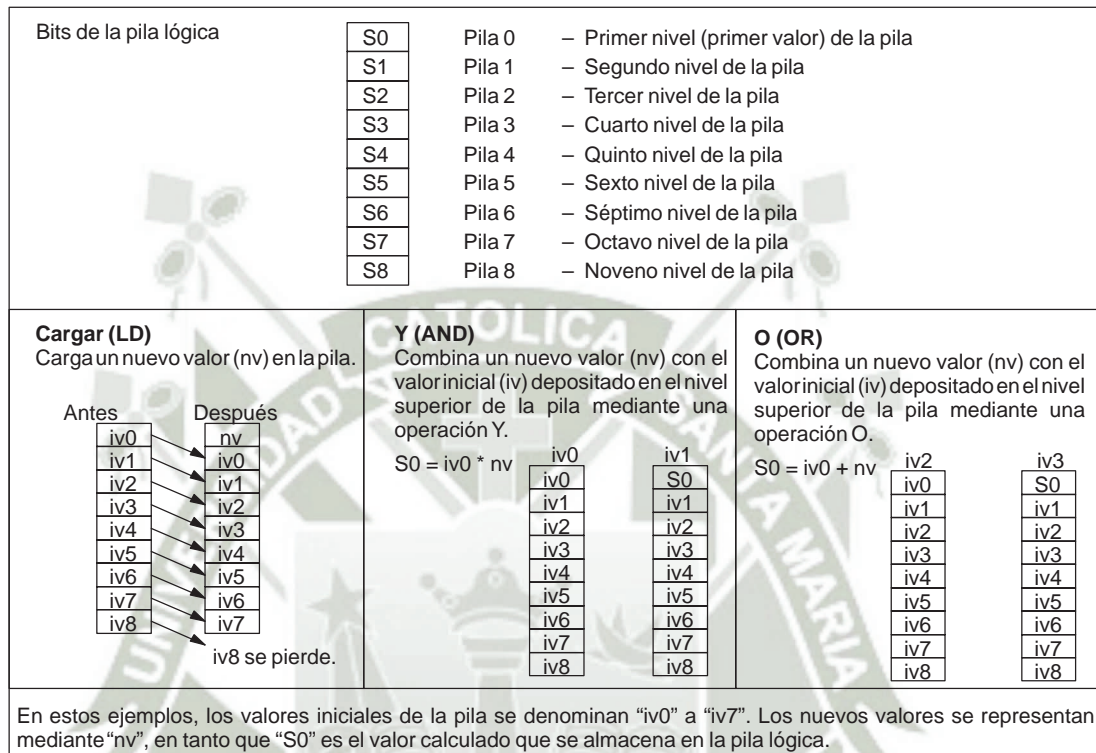 Bits de la pila lógica
S0 Pila 0 – Primer nivel (primer valor) de la pila
S1 Pila 1 – Segundo nivel de la pila
S2 Pila 2 – Tercer nivel de la pila
S3 Pila 3 – Cuarto nivel de la pila
S4 Pila 4 – Quinto nivel de la pila
S5 Pila 5 – Sexto nivel de la pila
S6 Pila 6 – Séptimo nivel de la pila
S7 Pila 7 – Octavo nivel de la pila
S8 Pila 8 – Noveno nivel de la pila
Cargar (LD)
Carga un nuevo valor (nv) en la pila.
Antes Después
iv0 nv
iv1 iv0
iv2 iv1
iv3 iv2
iv4 iv3
iv5 iv4
iv6 iv5
iv7 iv6
iv8 iv7
iv8 se pierde.
Y (AND)
Combina un nuevo valor (nv) con el
valor inicial (iv) depositado en el nivel
superior de la pila mediante una
operación Y.
S0 = iv0 * nv
iv0 iv1
iv0 S0
iv1 iv1
iv2 iv2
iv3 iv3
iv4 iv4
iv5 iv5
iv6 iv6
iv7 iv7
iv8 iv8
O (OR)
Combina un nuevo valor (nv) con el
valor inicial (iv) depositado en el nivel
superior de la pila mediante una
operación O.
S0 = iv0 + nv
iv2 iv3
iv0 S0
iv1 iv1
iv2 iv2
iv3 iv3
iv4 iv4
iv5 iv5
iv6 iv6
iv7 iv7
iv8 iv8
En estos ejemplos, los valores iniciales de la pila se denominan “iv0” a “iv7”. Los nuevos valores se representan
mediante “nv”, en tanto que “S0” es el valor calculado que se almacena en la pila lógica.
UNIVERSIDAD CATOLICA SANTA MARIA